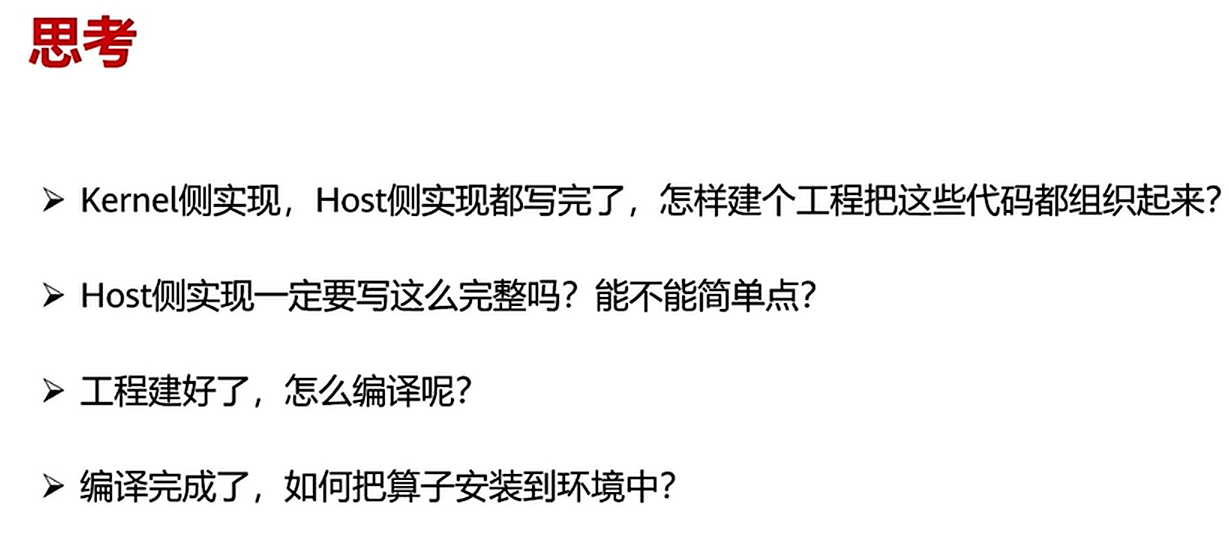 思考
➢ Kernel侧实现，Host侧实现都写完了，怎样建个工程把这些代码都组织起来？
➢ Host侧实现一定要写这么完整吗？能不能简单点？
➢ 工程建好了，怎么编译呢？
➢ 编译完成了，如何把算子安装到环境中？